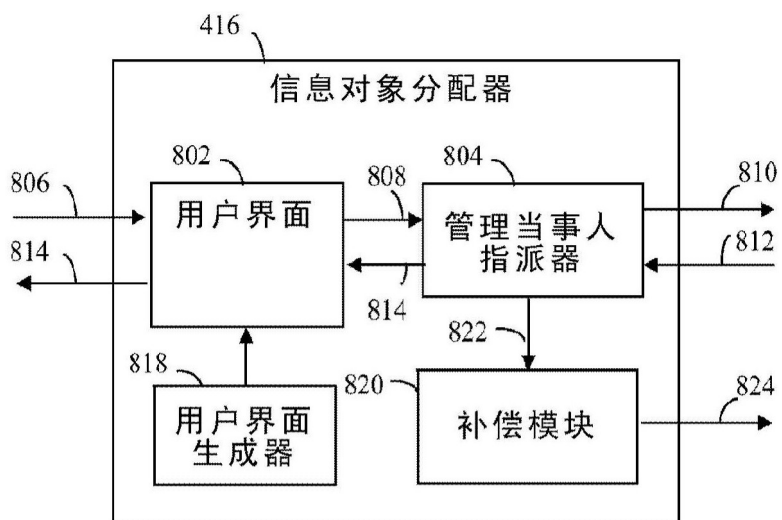 416
信息对象分配器
802
804
806
808
810
用户界面
管理当事人
指派器
814
812
814
822
818
820
824
用户界面
生成器
补偿模块